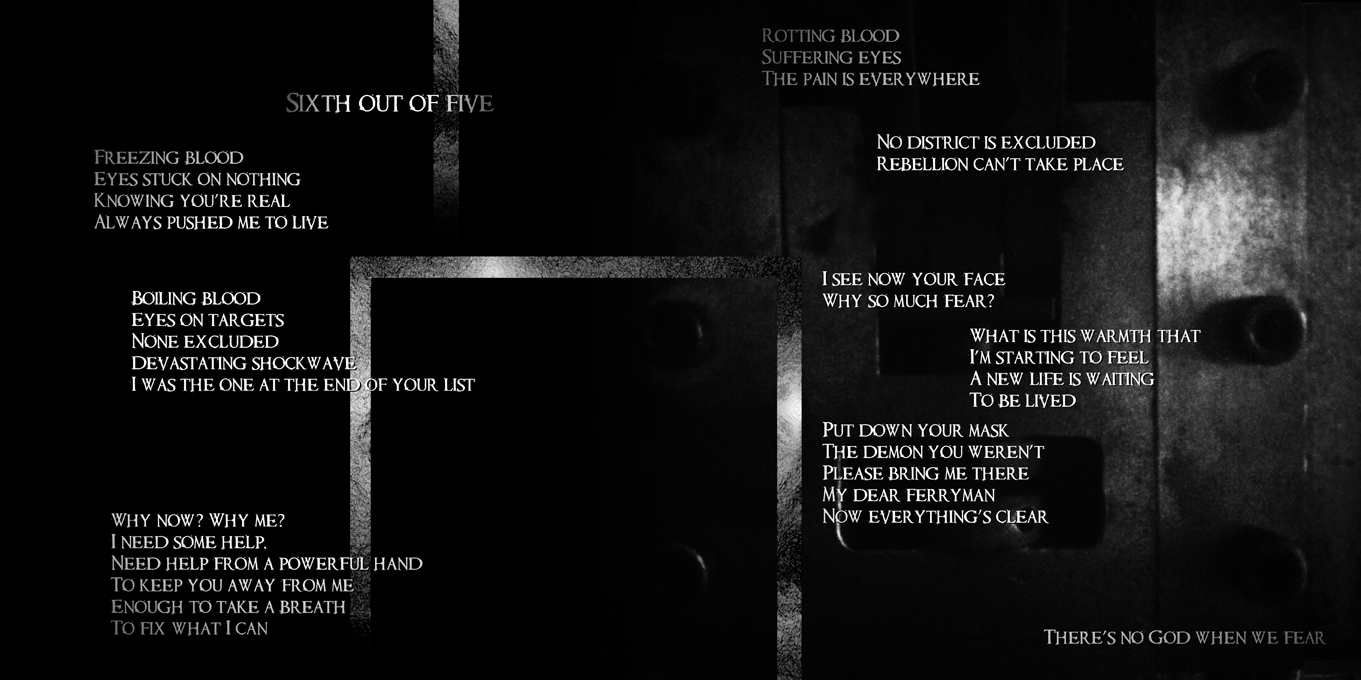 Sixth out of five
Freezing blood
Eyes stuck on nothing
Knowing you're real
Always pushed me to live
Boiling blood
Eyes on targets
None excluded
Devastating shockwave
I was the one at the end of your list
Why now? Why me?
I need some help.
Need help from a powerful hand
To keep you away from me
Enough to take a breath
To fix what I can
Rotting blood
Suffering eyes
The pain is everywhere
No district is excluded
Rebellion can't take place
I see now your face
Why so much fear?
What is this warmth that
I'm starting to feel
A new life is waiting
To be lived
Put down your mask
The demon you weren't
Please bring me there
My dear ferryman
Now everything's clear
There's no God when we fear